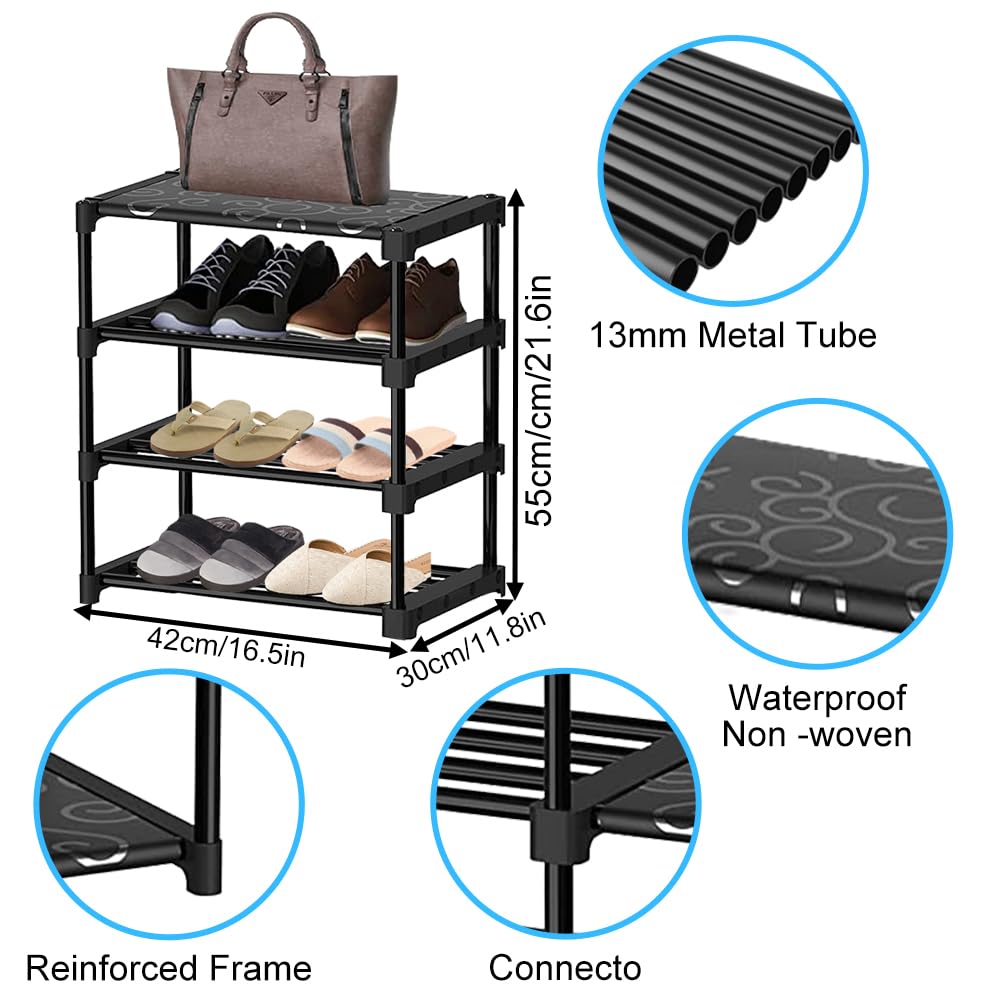 13mm Metal Tube
55cm/cm/21.6in
42cm/16.5in
30cm/11.8in
Waterproof
Non -woven
Reinforced Frame
Connecto